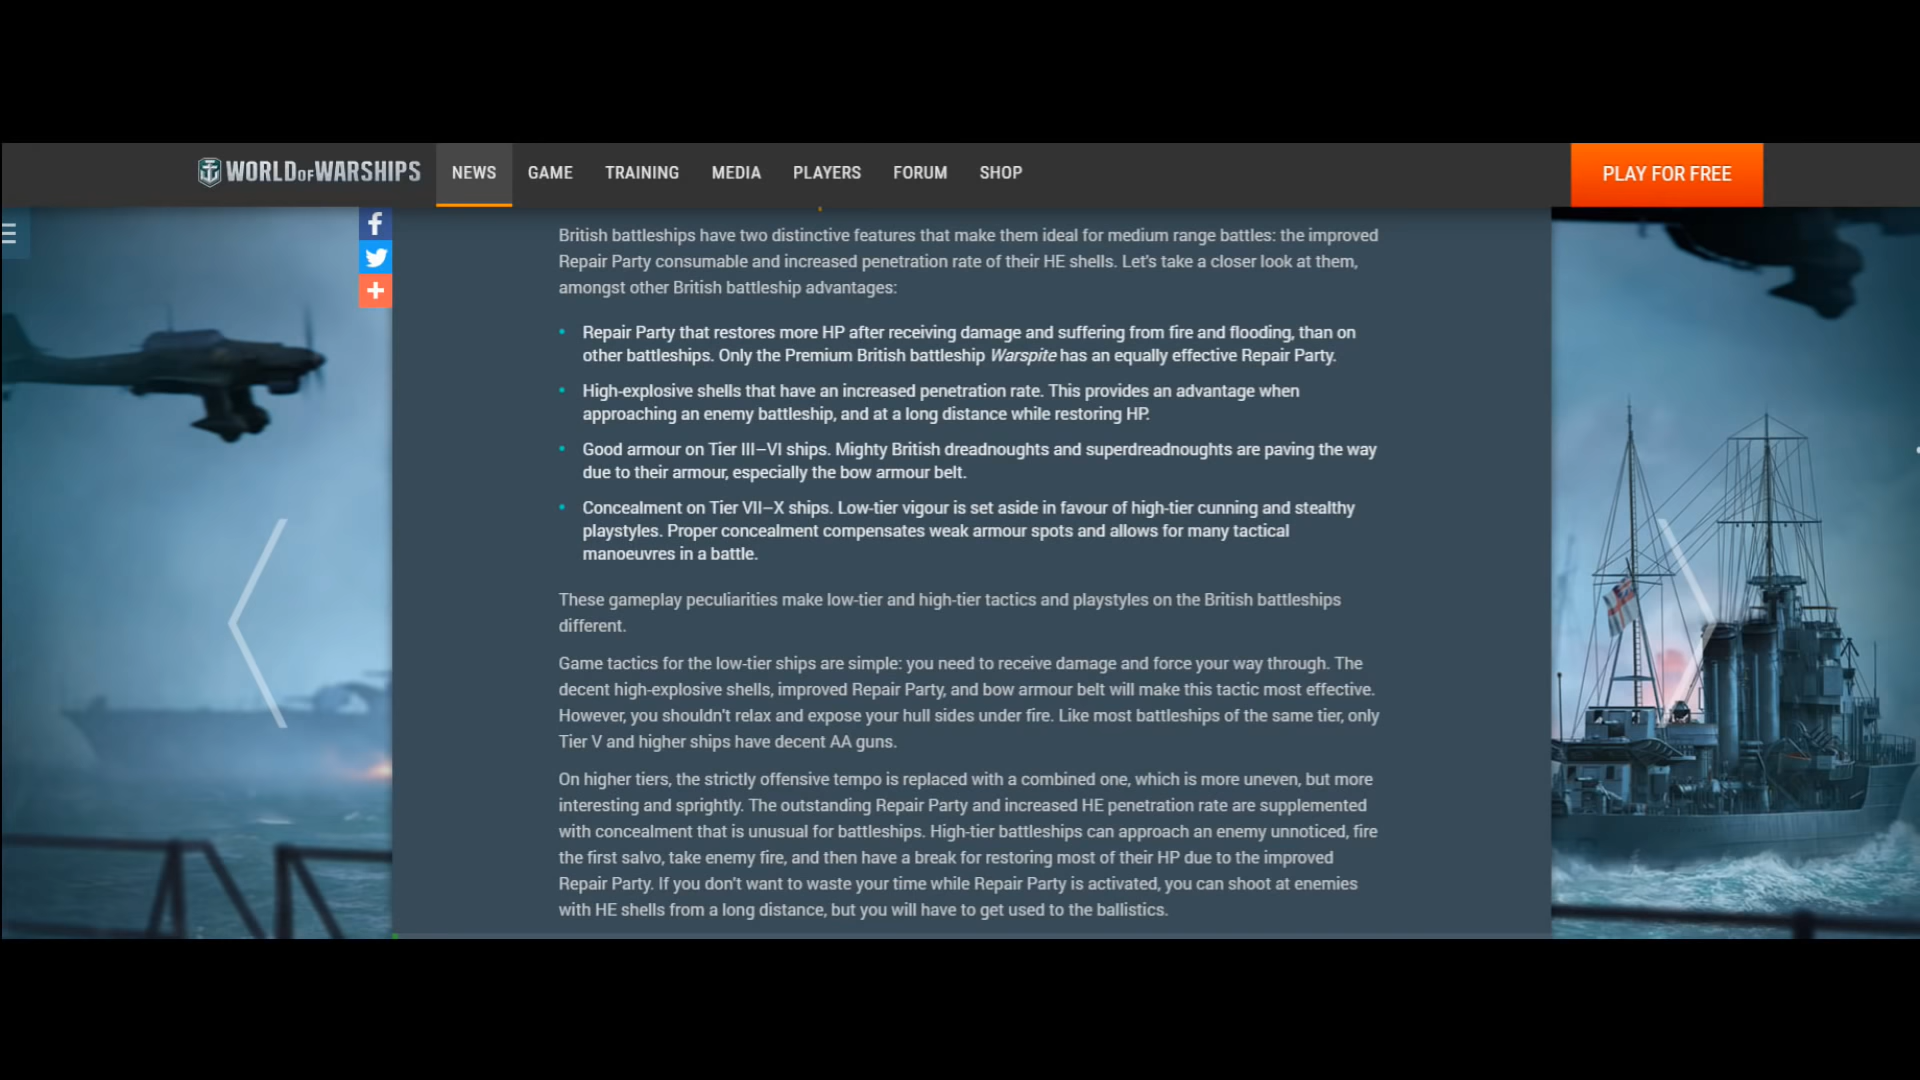 WORLD OF WARSHIPS NEWS GAME TRAINING MEDIA PLAYERS FORUM SHOP PLAY FOR FREE
British battleships have two distinctive features that make them ideal for medium range battles: the improved
Repair Party consumable and increased penetration rate of their HE shells. Let's take a closer look at them,
amongst other British battleship advantages:
• Repair Party that restores more HP after receiving damage and suffering from fire and flooding, than on
other battleships. Only the Premium British battleship Warspite has an equally effective Repair Party.
• High-explosive shells that have an increased penetration rate. This provides an advantage when
approaching an enemy battleship, and at a long distance while restoring HP.
• Good armour on Tier III–VI ships. Mighty British dreadnoughts and superdreadnoughts are paving the way
due to their armour, especially the bow armour belt.
• Concealment on Tier VII–X ships. Low-tier vigour is set aside in favour of high-tier cunning and stealthy
playstyles. Proper concealment compensates weak armour spots and allows for many tactical
manoeuvres in a battle.
These gameplay peculiarities make low-tier and high-tier tactics and playstyles on the British battleships
different.
Game tactics for the low-tier ships are simple: you need to receive damage and force your way through. The
decent high-explosive shells, improved Repair Party, and bow armour belt will make this tactic most effective.
However, you shouldn't relax and expose your hull sides under fire. Like most battleships of the same tier, only
Tier V and higher ships have decent AA guns.
On higher tiers, the strictly offensive tempo is replaced with a combined one, which is more uneven, but more
interesting and sprightly. The outstanding Repair Party and increased HE penetration rate are supplemented
with concealment that is unusual for battleships. High-tier battleships can approach an enemy unnoticed, fire
the first salvo, take enemy fire, and then have a break for restoring most of their HP due to the improved
Repair Party. If you don't want to waste your time while Repair Party is activated, you can shoot at enemies
with HE shells from a long distance, but you will have to get used to the ballistics.